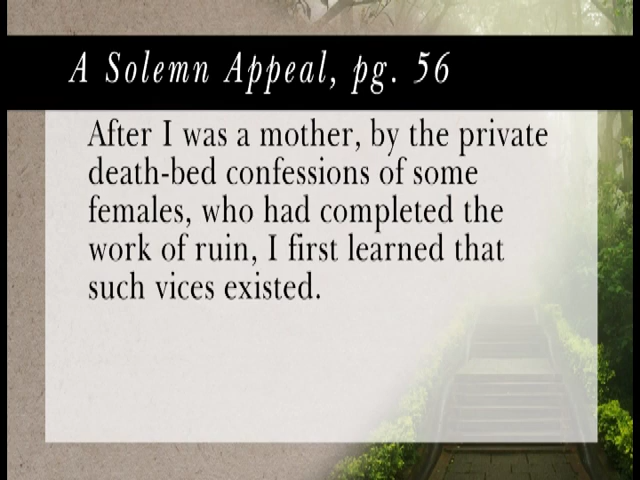 A Solemn Appeal, pg. 56
After I was a mother, by the private
death-bed confessions of some
females, who had completed the
work of ruin, I first learned that
such vices existed.